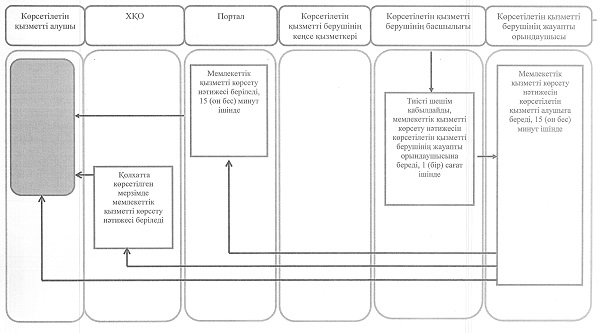 Көрсетілетін
қызметті алушы
ХҚО
Портал
Көрсетілетін
қызметті берушінің
кеңсе қызметкері
Көрсетілетін қызметті
берушінің басшылығы
Көрсетілетін қызметті
берушінің жауапты
орындаушысы
Мемлекеттік
қызметті көрсету
нәтижесі беріледі,
15 (он бес) минут
ішінде
Қолхатта
көрсетілген
мерзімде
мемлекеттік
қызметті көрсету
нәтижесі беріледі
Тиісті шешім
қабылдайды,
мемлекеттік қызметті
көрсету нәтижесін
көрсетілетін қызметті
берушінің жауапты
орындаушысына
береді, 1 (бір) сағат
ішінде
Мемлекеттік
қызметті көрсету
нәтижесін
көрсетілетін
қызметті алушыға
береді, 15 (он бес)
минут ішінде